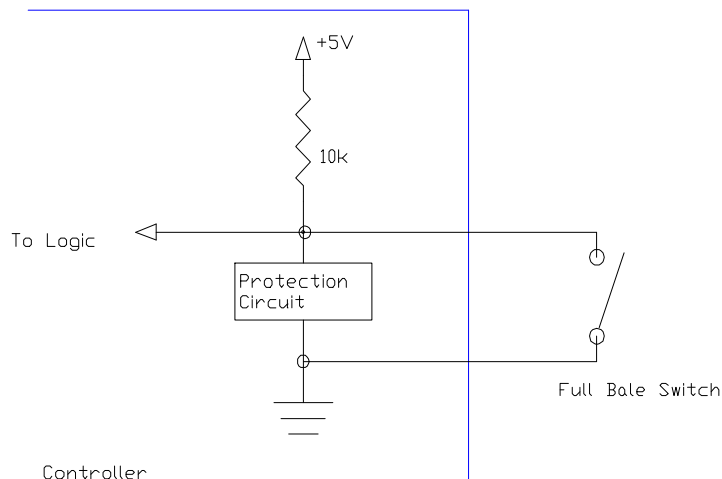 +5V
10k
To Logic
Protection
Circuit
Full Bale Switch
Controller